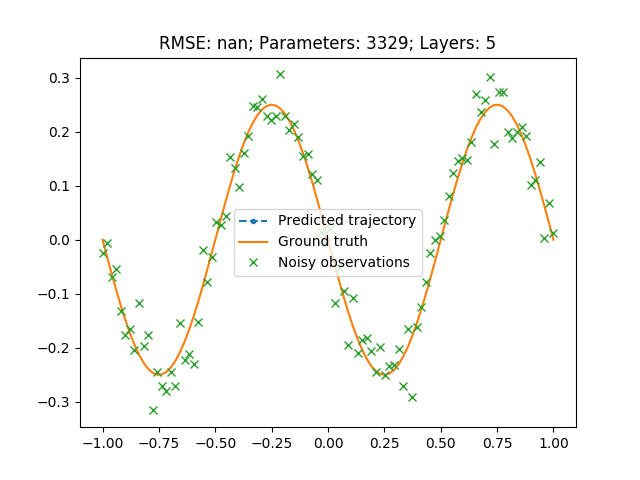 RMSE: nan; Parameters: 3329; Layers: 5
0.3
0.2
0.1
0.0
−0.1
−0.2
−0.3
Predicted trajectory
Ground truth
Noisy observations
−1.00 −0.75 −0.50 −0.25 0.00 0.25 0.50 0.75 1.00